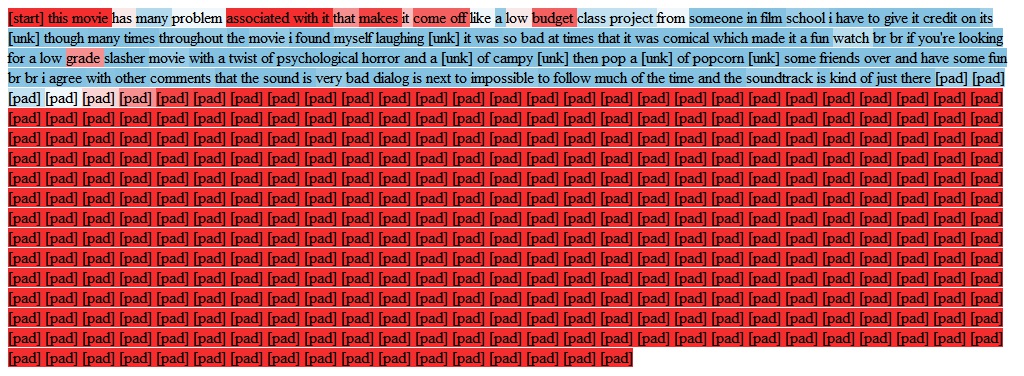 [start] this movie has many problem associated with it that makes it come off like a low budget class project from someone in film school i have to give it credit on its
[unk] though many times throughout the movie i found myself laughing [unk] it was so bad at times that it was comical which made it a fun watch br br if you're looking
for a low grade slasher movie with a twist of psychological horror and a [unk] of campy [unk] then pop a [unk] of popcorn [unk] some friends over and have some fun
br br i agree with other comments that the sound is very bad dialog is next to impossible to follow much of the time and the soundtrack is kind of just there [pad] [pad]
[pad] [pad] [pad] [pad] [pad] [pad] [pad] [pad] [pad] [pad] [pad] [pad] [pad] [pad] [pad] [pad] [pad] [pad] [pad] [pad] [pad] [pad] [pad] [pad] [pad] [pad] [pad]
[pad] [pad] [pad] [pad] [pad] [pad] [pad] [pad] [pad] [pad] [pad] [pad] [pad] [pad] [pad] [pad] [pad] [pad] [pad] [pad] [pad] [pad] [pad] [pad] [pad] [pad] [pad]
[pad] [pad] [pad] [pad] [pad] [pad] [pad] [pad] [pad] [pad] [pad] [pad] [pad] [pad] [pad] [pad] [pad] [pad] [pad] [pad] [pad] [pad] [pad] [pad] [pad] [pad] [pad]
[pad] [pad] [pad] [pad] [pad] [pad] [pad] [pad] [pad] [pad] [pad] [pad] [pad] [pad] [pad] [pad] [pad] [pad] [pad] [pad] [pad] [pad] [pad] [pad] [pad] [pad] [pad]
[pad] [pad] [pad] [pad] [pad] [pad] [pad] [pad] [pad] [pad] [pad] [pad] [pad] [pad] [pad] [pad] [pad] [pad] [pad] [pad] [pad] [pad] [pad] [pad] [pad] [pad] [pad]
[pad] [pad] [pad] [pad] [pad] [pad] [pad] [pad] [pad] [pad] [pad] [pad] [pad] [pad] [pad] [pad] [pad] [pad] [pad] [pad] [pad] [pad] [pad] [pad] [pad] [pad] [pad]
[pad] [pad] [pad] [pad] [pad] [pad] [pad] [pad] [pad] [pad] [pad] [pad] [pad] [pad] [pad] [pad] [pad] [pad] [pad] [pad] [pad] [pad] [pad] [pad] [pad] [pad] [pad]
[pad] [pad] [pad] [pad] [pad] [pad] [pad] [pad] [pad] [pad] [pad] [pad] [pad] [pad] [pad] [pad] [pad] [pad] [pad] [pad] [pad] [pad] [pad] [pad] [pad] [pad] [pad]
[pad] [pad] [pad] [pad] [pad] [pad] [pad] [pad] [pad] [pad] [pad] [pad] [pad] [pad] [pad] [pad] [pad] [pad] [pad] [pad] [pad] [pad] [pad] [pad] [pad] [pad] [pad]
[pad] [pad] [pad] [pad] [pad] [pad] [pad] [pad] [pad] [pad] [pad] [pad] [pad] [pad] [pad] [pad] [pad] [pad] [pad] [pad] [pad] [pad] [pad] [pad] [pad] [pad] [pad]
[pad] [pad] [pad] [pad] [pad] [pad] [pad] [pad] [pad] [pad] [pad] [pad] [pad] [pad] [pad] [pad] [pad] [pad] [pad] [pad] [pad] [pad] [pad] [pad] [pad] [pad] [pad]
[pad] [pad] [pad] [pad] [pad] [pad] [pad] [pad] [pad] [pad] [pad] [pad] [pad] [pad] [pad] [pad] [pad] [pad] [pad] [pad] [pad] [pad] [pad] [pad] [pad] [pad] [pad]
[pad] [pad] [pad] [pad] [pad] [pad] [pad] [pad] [pad] [pad] [pad] [pad] [pad] [pad] [pad] [pad] [pad] [pad] [pad] [pad] [pad] [pad] [pad] [pad] [pad] [pad] [pad]
[pad] [pad] [pad] [pad] [pad] [pad] [pad] [pad] [pad] [pad] [pad] [pad] [pad] [pad] [pad] [pad] [pad]